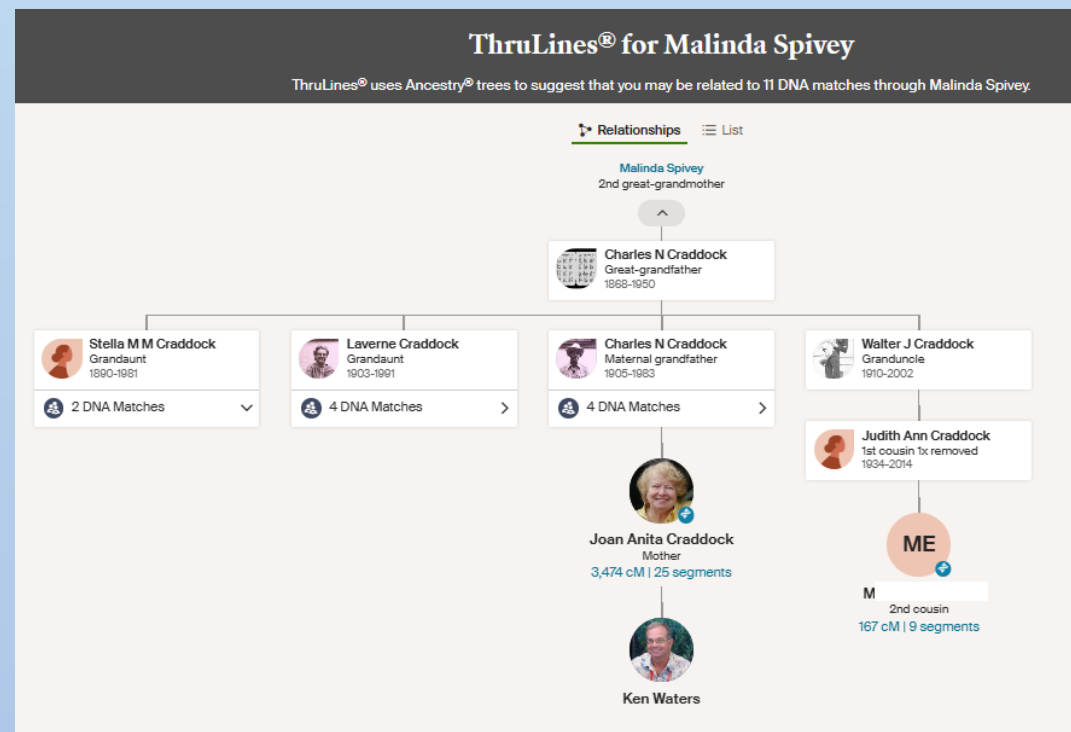 ThruLines® for Malinda Spivey
ThruLines® uses Ancestry® trees to suggest that you may be related to 11 DNA matches through Malinda Spivey.
Relationships List
Malinda Spivey
2nd great-grandmother
Charles N Craddock
Great-grandfather
1868-1950
Stella M M Craddock
Grandaunt
1890-1981
2 DNA Matches
Laverne Craddock
Grandaunt
1903-1991
4 DNA Matches
Charles N Craddock
Maternal grandfather
1905-1983
4 DNA Matches
Walter J Craddock
Granduncle
1910-2002
Judith Ann Craddock
1st cousin 1x removed
1934-2014
Joan Anita Craddock
Mother
3,474 cM | 25 segments
ME
M
2nd cousin
167 cM | 9 segments
Ken Waters